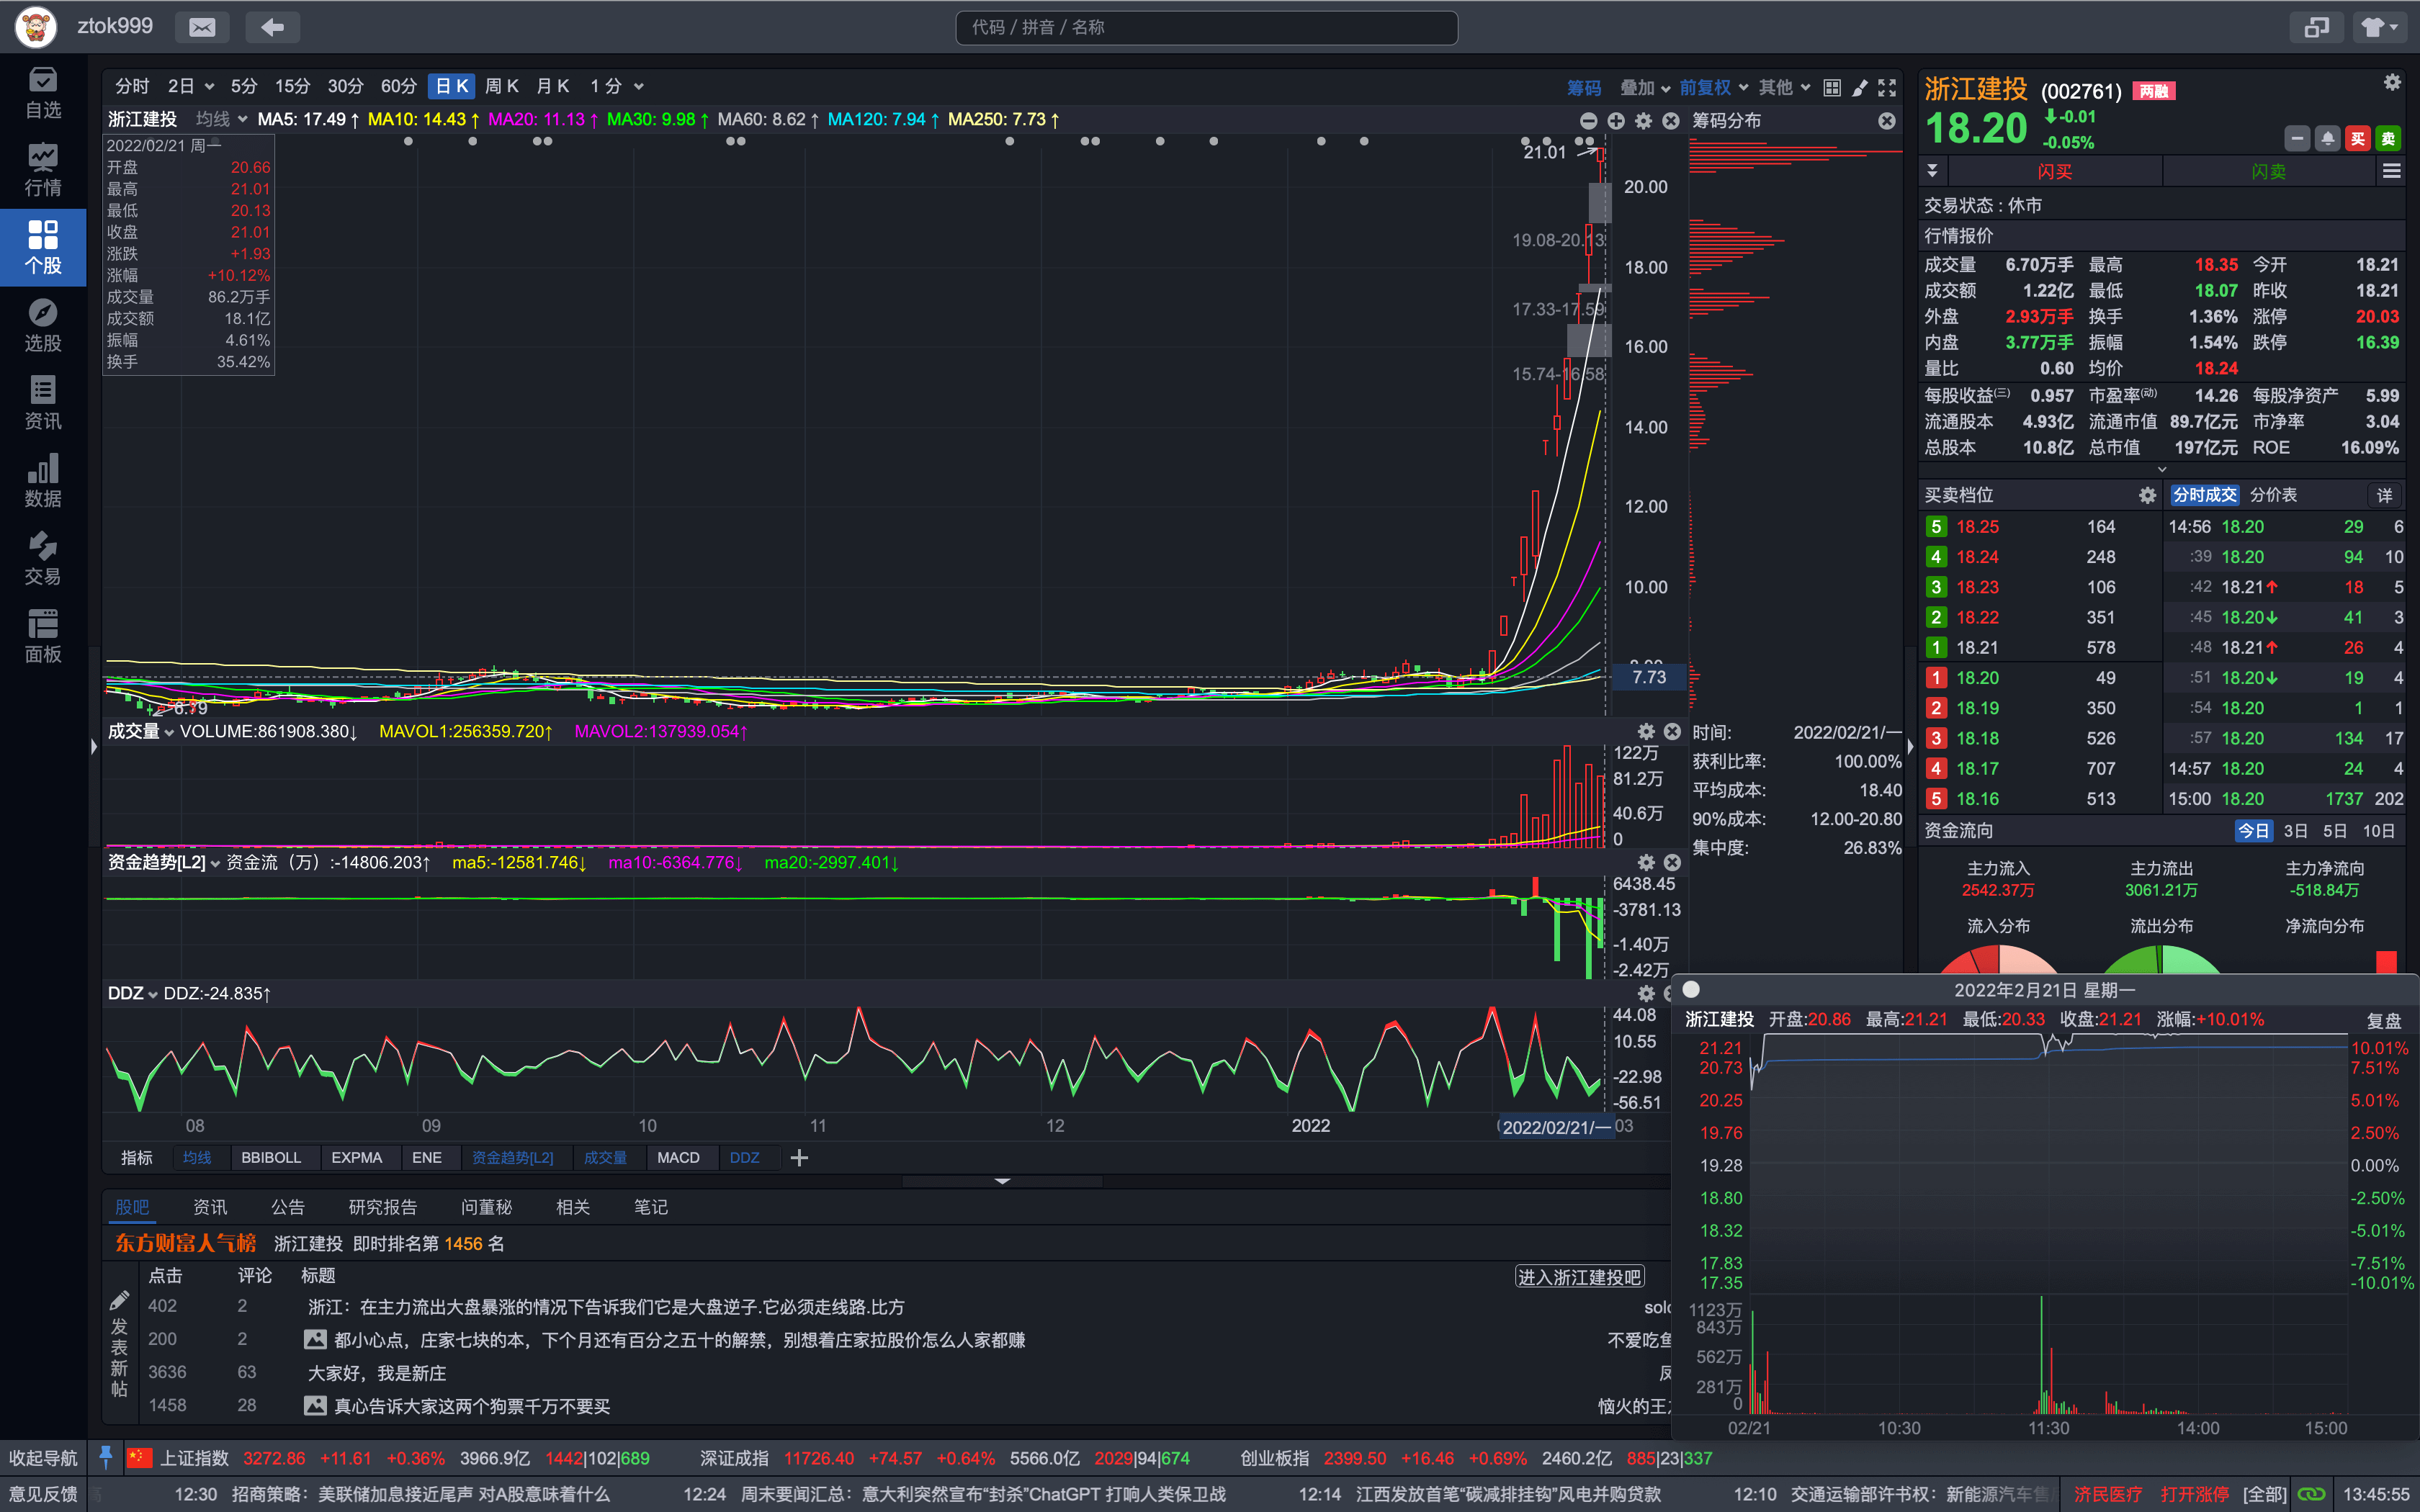 ztok999
代码 / 拼音 / 名称
自选
行情
个股
选股
资讯
数据
交易
面板
分时 2日 5分 15分 30分 60分 日K 周K 月K 1分
筹码 叠加 前复权 其他
浙江建投 均线 MA5: 17.49↑ MA10: 14.43↑ MA20: 11.13↑ MA30: 9.98↑ MA60: 8.62↑ MA120: 7.94↑ MA250: 7.73↑
筹码分布
2022/02/21 周一
开盘 20.66
最高 21.01
最低 20.13
收盘 21.01
涨跌 +1.93
涨幅 +10.12%
成交量 86.2万手
成交额 18.1亿
振幅 4.61%
换手 35.42%
21.01
19.08-20.13
17.33-17.59
15.74-16.58
6.79
20.00
18.00
16.00
14.00
12.00
10.00
7.73
成交量 VOLUME:861908.380↓ MAVOL1:256359.720↑ MAVOL2:137939.054↑
122万
81.2万
40.6万
0
时间: 2022/02/21/一
获利比率: 100.00%
平均成本: 18.40
90%成本: 12.00-20.80
集中度: 26.83%
资金趋势[L2] 资金流（万）:-14806.203↑ ma5:-12581.746↓ ma10:-6364.776↓ ma20:-2997.401↓
6438.45
-3781.13
-1.40万
-2.42万
DDZ DDZ:-24.835↑
44.08
10.55
-22.98
-56.51
08 09 10 11 12 2022 2022/02/21/一 03
指标 均线 BBIBOLL EXPMA ENE 资金趋势[L2] 成交量 MACD DDZ
股吧 资讯 公告 研究报告 问董秘 相关 笔记
东方财富人气榜 浙江建投 即时排名第 1456 名
点击 评论 标题 进入浙江建投吧
发表新帖
402 2 浙江：在主力流出大盘暴涨的情况下告诉我们它是大盘逆子.它必须走线路.比方
200 2 都小心点，庄家七块的本，下个月还有百分之五十的解禁，别想着庄家拉股价怎么人家都赚 不爱吃鱼
3636 63 大家好，我是新庄
1458 28 真心告诉大家这两个狗票千万不要买 恼火的王
浙江建投 (002761) 两融
18.20 -0.01
-0.05%
买 卖
闪买 闪卖
交易状态 : 休市
行情报价
成交量 6.70万手 最高 18.35 今开 18.21
成交额 1.22亿 最低 18.07 昨收 18.21
外盘 2.93万手 换手 1.36% 涨停 20.03
内盘 3.77万手 振幅 1.54% 跌停 16.39
量比 0.60 均价 18.24
每股收益(三) 0.957 市盈率(动) 14.26 每股净资产 5.99
流通股本 4.93亿 流通市值 89.7亿元 市净率 3.04
总股本 10.8亿 总市值 197亿元 ROE 16.09%
买卖档位 分时成交 分价表 详
5 18.25 164 14:56 18.20 29 6
4 18.24 248 :39 18.20 94 10
3 18.23 106 :42 18.21↑ 18 5
2 18.22 351 :45 18.20↓ 41 3
1 18.21 578 :48 18.21↑ 26 4
1 18.20 49 :51 18.20↓ 19 4
2 18.19 350 :54 18.20 1 1
3 18.18 526 :57 18.20 134 17
4 18.17 707 14:57 18.20 24 4
5 18.16 513 15:00 18.20 1737 202
资金流向 今日 3日 5日 10日
主力流入 主力流出 主力净流向
2542.37万 3061.21万 -518.84万
流入分布 流出分布 净流向分布
2022年2月21日 星期一
浙江建投 开盘:20.86 最高:21.21 最低:20.33 收盘:21.21 涨幅:+10.01% 复盘
21.21 10.01%
20.73 7.51%
20.25 5.01%
19.76 2.50%
19.28 0.00%
18.80 -2.50%
18.32 -5.01%
17.83 -7.51%
17.35 -10.01%
1123万
843万
562万
281万
0
02/21 10:30 11:30 14:00 15:00
收起导航 上证指数 3272.86 +11.61 +0.36% 3966.9亿 1442|102|689 深证成指 11726.40 +74.57 +0.64% 5566.0亿 2029|94|674 创业板指 2399.50 +16.46 +0.69% 2460.2亿 885|23|337
意见反馈 12:30 招商策略：美联储加息接近尾声 对A股意味着什么 12:24 周末要闻汇总：意大利突然宣布“封杀”ChatGPT 打响人类保卫战 12:14 江西发放首笔“碳减排挂钩”风电并购贷款 12:10 交通运输部许书权：新能源汽车售 济民医疗 打开涨停 [全部] 13:45:55